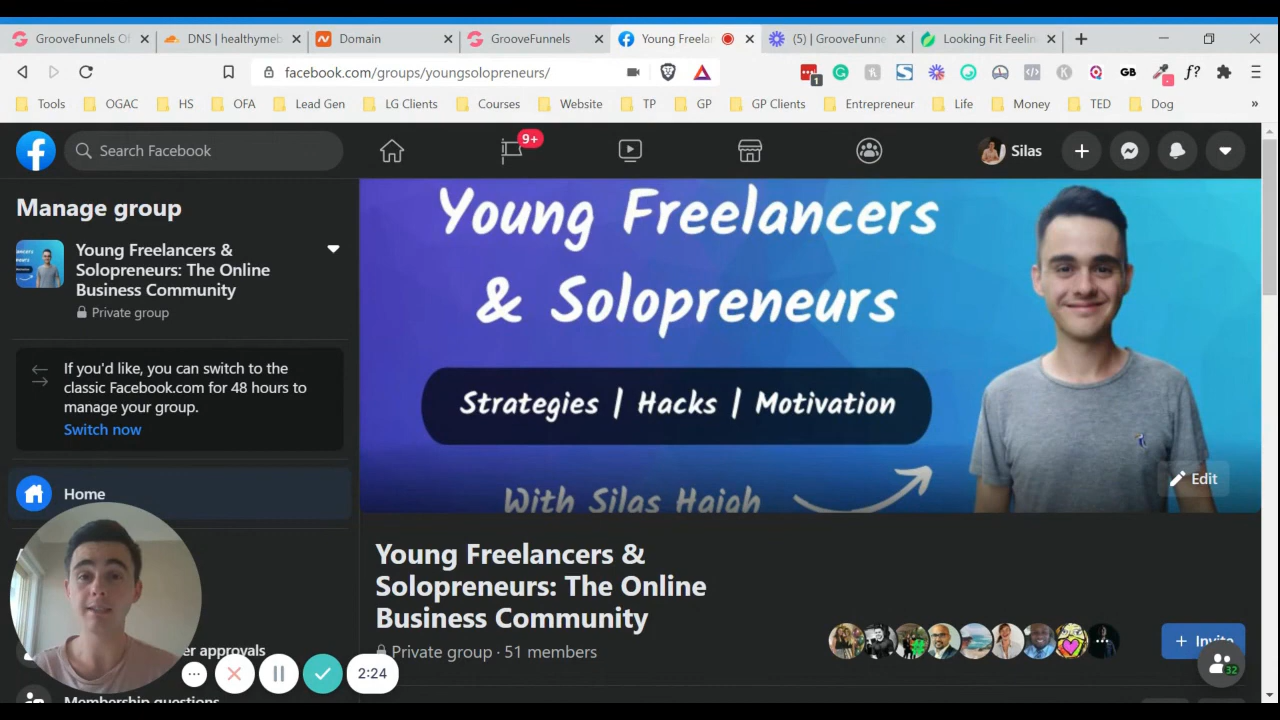 GrooveFunnels Of
DNS | healthymeb
Domain
GrooveFunnels
Young Freelan
(5) | GrooveFunne
Looking Fit Feelin
facebook.com/groups/youngsolopreneurs/
1
GB
f?
Tools
OGAC
HS
OFA
Lead Gen
LG Clients
Courses
Website
TP
GP
GP Clients
Entrepreneur
Life
Money
TED
Dog
»
Search Facebook
9+
Silas
Manage group
Young Freelancers &
Solopreneurs: The Online
Business Community
Private group
If you'd like, you can switch to the
classic Facebook.com for 48 hours to
manage your group.
Switch now
Home
er approvals
Membership questions
2:24
Young Freelancers
& Solopreneurs
Strategies | Hacks | Motivation
With Silas Haigh
Edit
Young Freelancers &
Solopreneurs: The Online
Business Community
Private group · 51 members
+ Invite
32